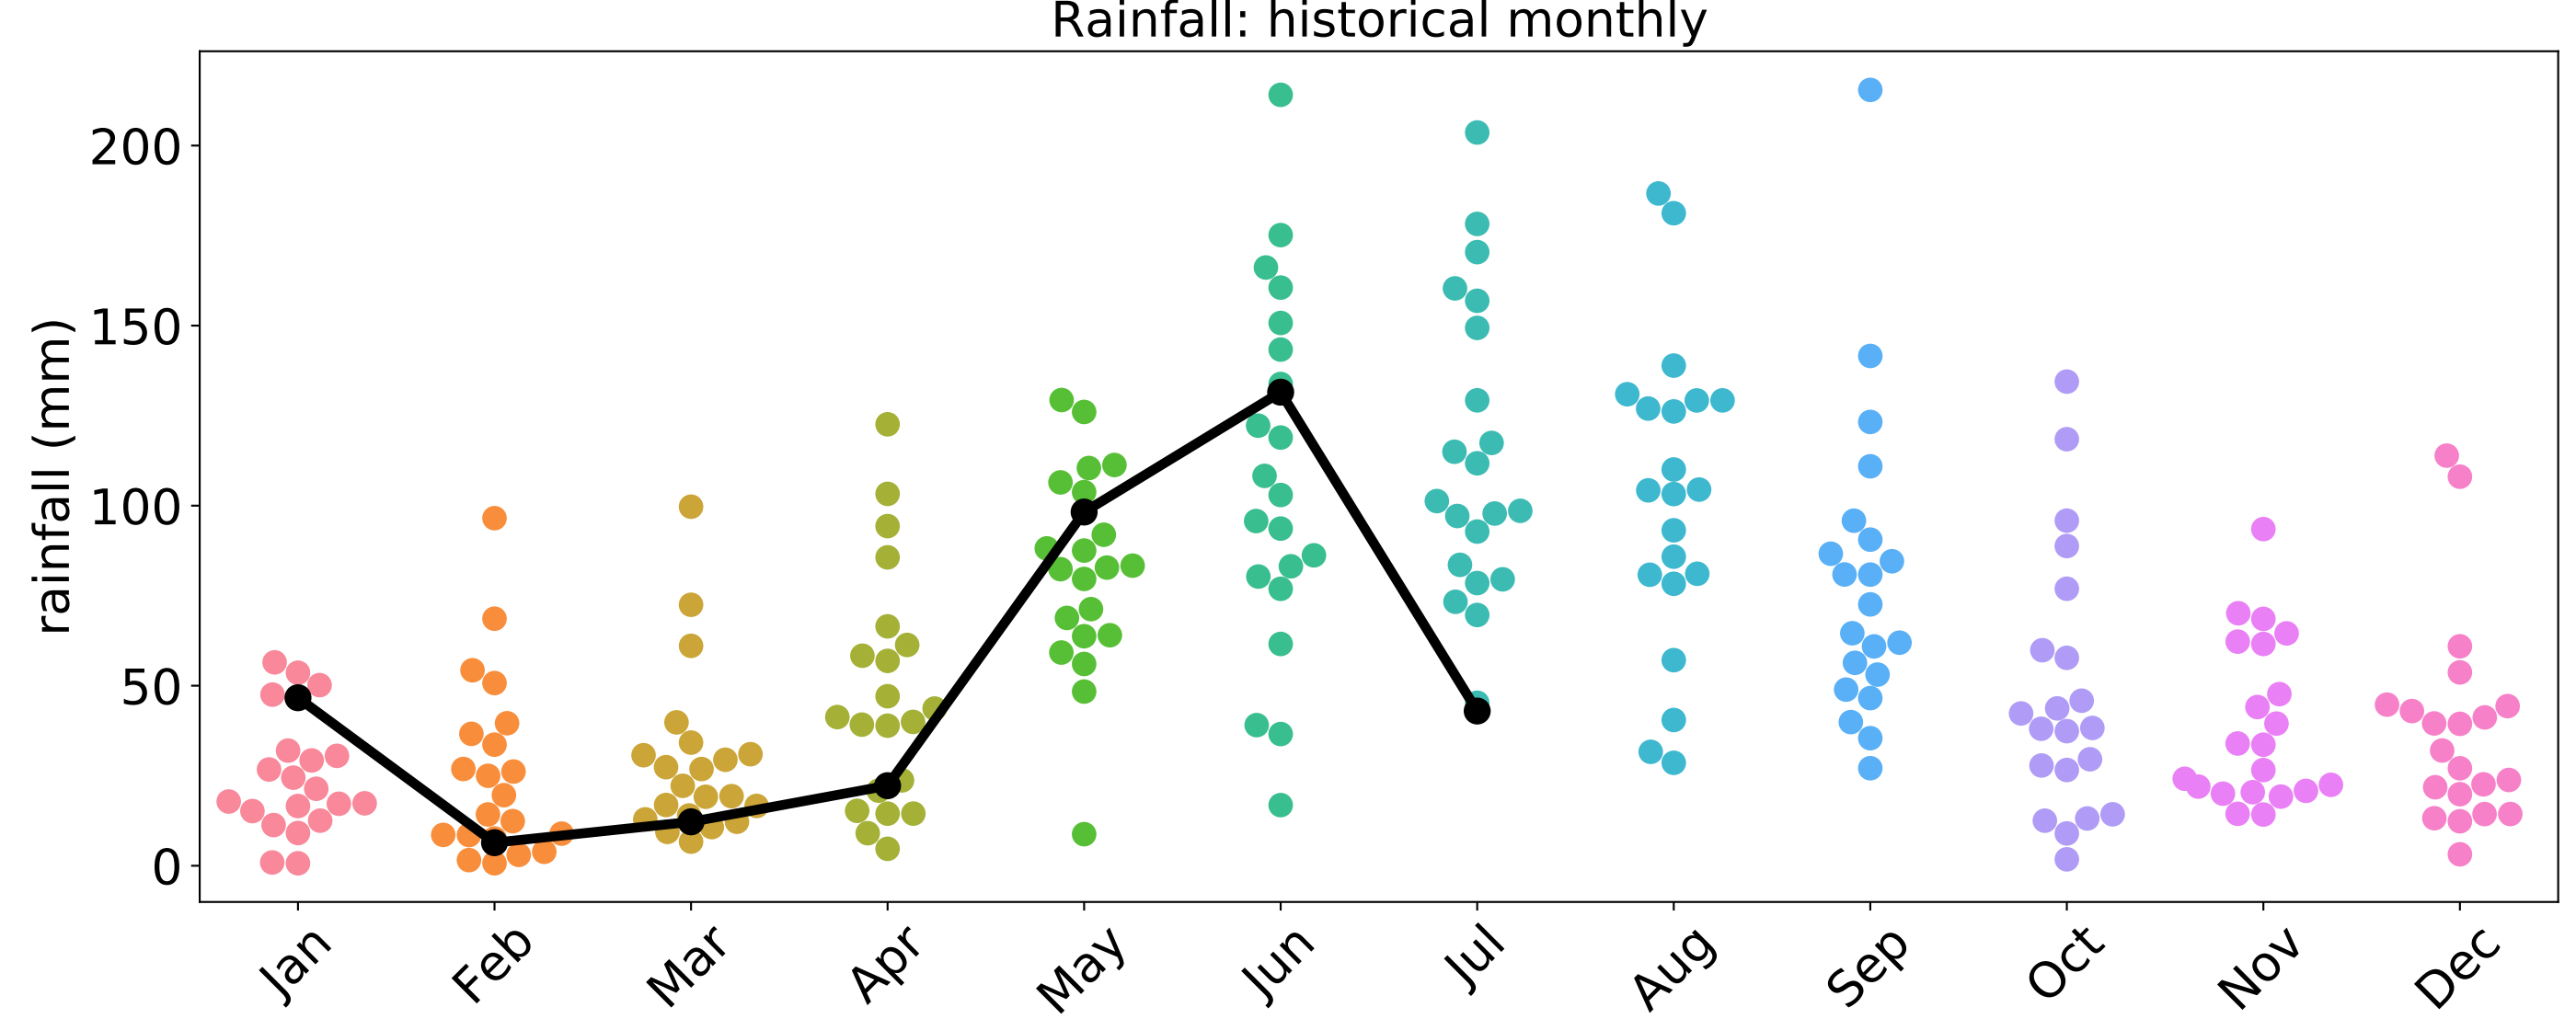 Rainfall: historical monthly
rainfall (mm)
200
150
100
50
0
Jan Feb Mar Apr May Jun Jul Aug Sep Oct Nov Dec